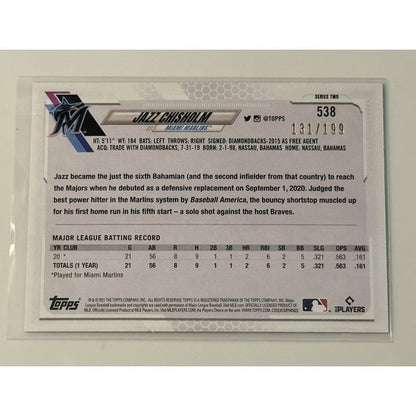 SERIES TWO
538
131/199
M
JAZZ CHISHOLM
SS MIAMI MARLINS®
@TOPPS
HT: 5'11" WT: 184 BATS: LEFT THROWS: RIGHT SIGNED: DIAMONDBACKS-2015 AS FREE AGENT
ACQ: TRADE WITH DIAMONDBACKS, 7-31-19 BORN: 2-1-98, NASSAU, BAHAMAS HOME: NASSAU, BAHAMAS
Jazz became the just the sixth Bahamian (and the second infielder from that country) to reach
the Majors when he debuted as a defensive replacement on September 1, 2020. Judged the
best power hitter in the Marlins system by Baseball America, the bouncy shortstop muscled up
for his first home run in his fifth start – a solo shot against the host Braves.
MAJOR LEAGUE BATTING RECORD
YR CLUB G AB R H 2B 3B HR RBI BB SO SB SLG OPS AVG
20 * 21 56 8 9 1 1 2 6 2 5 .321 .563 .161
TOTALS (1 YEAR) 21 56 8 9 1 1 2 6 2 5 .321 .563 .161
*Played for Miami Marlins
Topps
PLAYERS